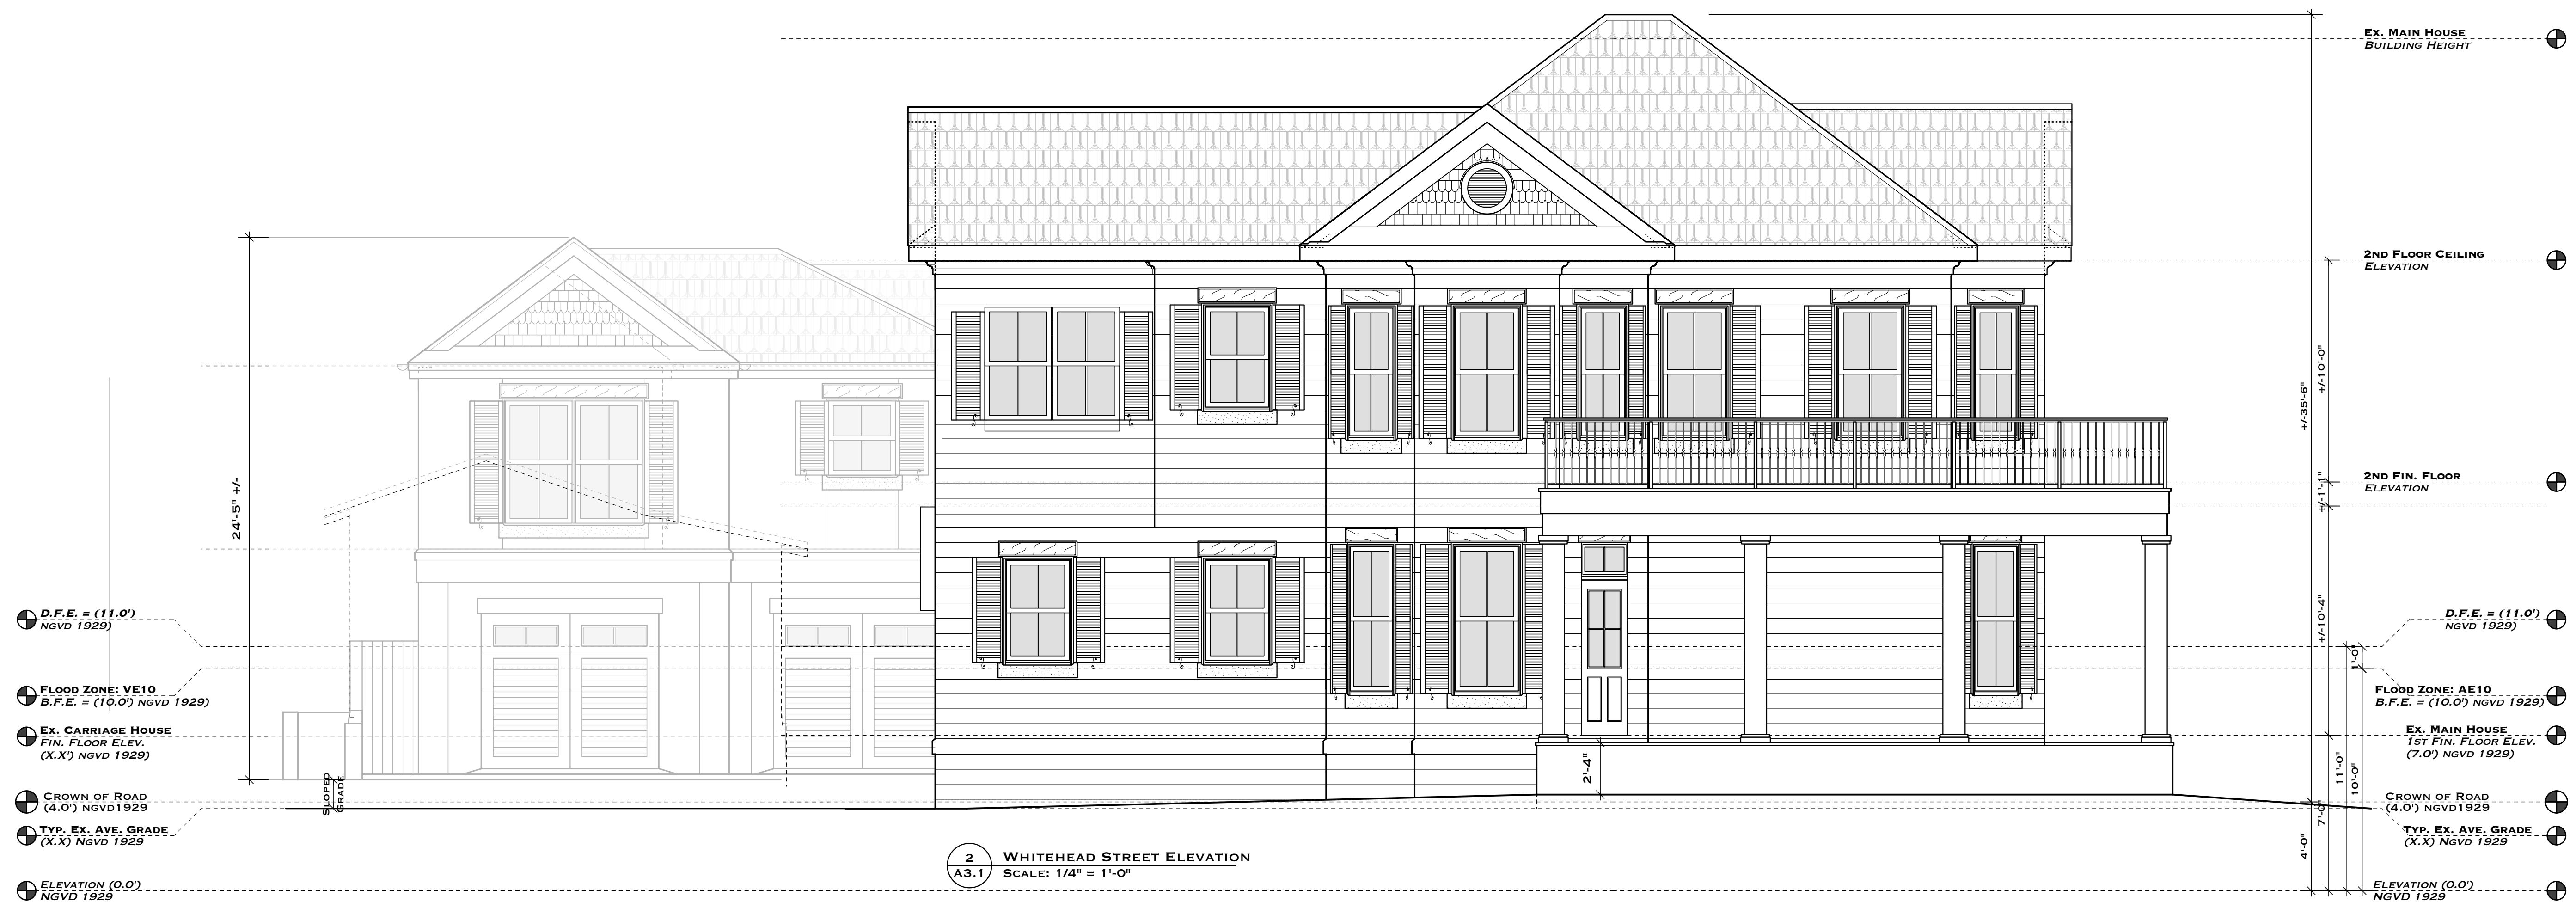 Ex. Main House
Building Height
2nd Floor Ceiling
Elevation
2nd Fin. Floor
Elevation
24'-5" +/-
+/-35'-6"
+/-10'-0"
+/-1'-1"
+/-10'-4"
1'-0"
11'-0"
10'-0"
7'-0"
4'-0"
2'-4"
Sloped
Grade
D.F.E. = (11.0')
NGVD 1929)
Flood Zone: VE10
B.F.E. = (10.0') NGVD 1929)
Ex. Carriage House
Fin. Floor Elev.
(X.X') NGVD 1929)
Crown of Road
(4.0') NGVD1929
Typ. Ex. Ave. Grade
(X.X) NGVD 1929
Elevation (0.0')
NGVD 1929
D.F.E. = (11.0')
NGVD 1929)
Flood Zone: AE10
B.F.E. = (10.0') NGVD 1929)
Ex. Main House
1st Fin. Floor Elev.
(7.0') NGVD 1929)
Crown of Road
(4.0') NGVD1929
Typ. Ex. Ave. Grade
(X.X) NGVD 1929
Elevation (0.0')
NGVD 1929
2
A3.1
Whitehead Street Elevation
Scale: 1/4" = 1'-0"